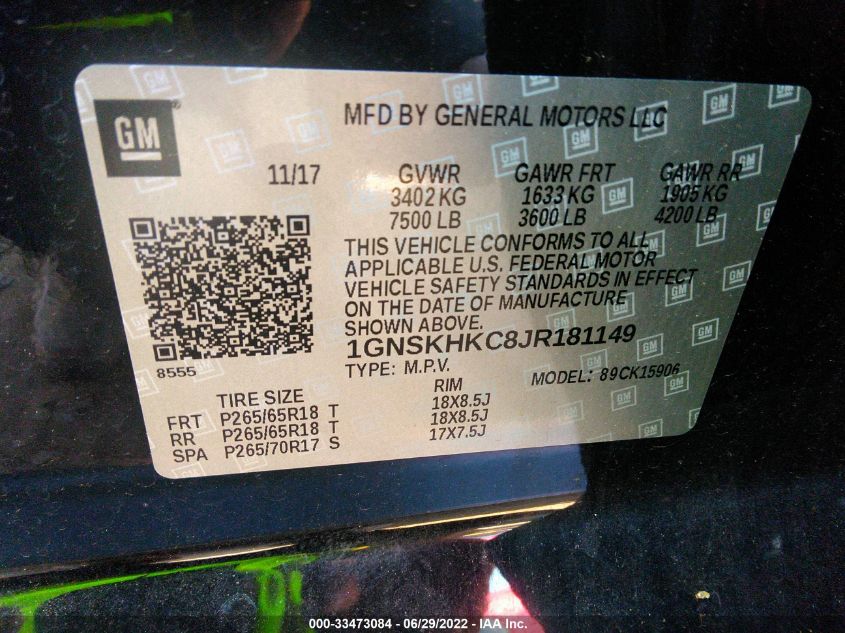 GM
MFD BY GENERAL MOTORS LLC
11/17 GVWR GAWR FRT GAWR RR
3402 KG 1633 KG 1905 KG
7500 LB 3600 LB 4200 LB
THIS VEHICLE CONFORMS TO ALL
APPLICABLE U.S. FEDERAL MOTOR
VEHICLE SAFETY STANDARDS IN EFFECT
ON THE DATE OF MANUFACTURE
SHOWN ABOVE.
8555
1GNSKHKC8JR181149
TYPE: M.P.V. MODEL: 89CK15906
TIRE SIZE RIM
FRT P265/65R18 T 18X8.5J
RR P265/65R18 T 18X8.5J
SPA P265/70R17 S 17X7.5J
000-33473084 - 06/29/2022 - IAA Inc.